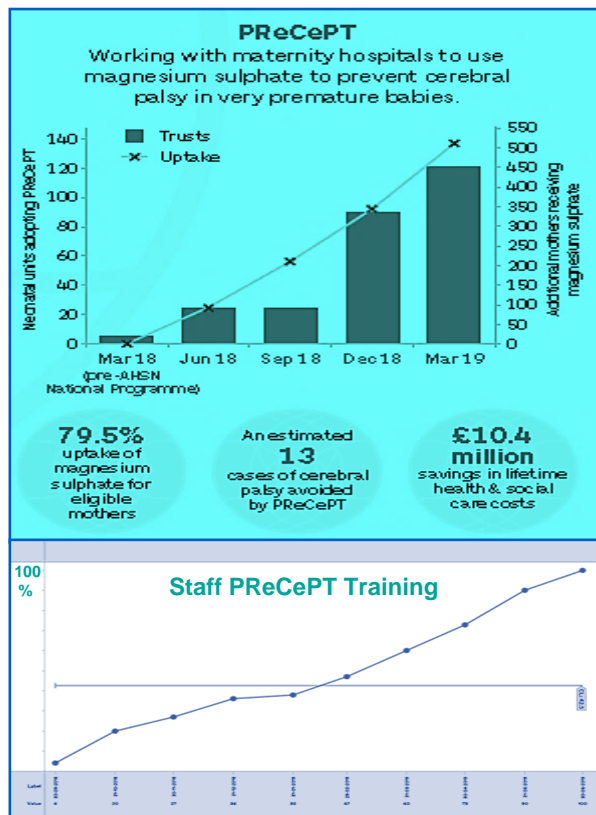 PReCePT
Working with maternity hospitals to use
magnesium sulphate to prevent cerebral
palsy in very premature babies.
Trusts
Uptake
Neonatal units adopting PReCePT
140
120
100
80
60
40
20
0
550
500
450
400
350
300
250
200
150
100
50
0
Additional mothers receiving
magnesium sulphate
Mar 18 Jun 18 Sep 18 Dec 18 Mar 19
(pre-AHSN
National Programme)
79.5%
uptake of
magnesium
sulphate for
eligible
mothers
An estimated
13
cases of cerebral
palsy avoided
by PReCePT
£10.4
million
savings in lifetime
health & social
care costs
100
%
Staff PReCePT Training
Label
Value